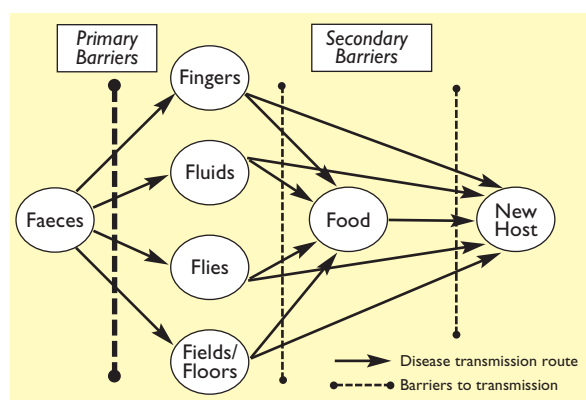 Primary
Barriers
Secondary
Barriers
Fingers
Fluids
Faeces
Food
New
Host
Flies
Fields/
Floors
Disease transmission route
Barriers to transmission